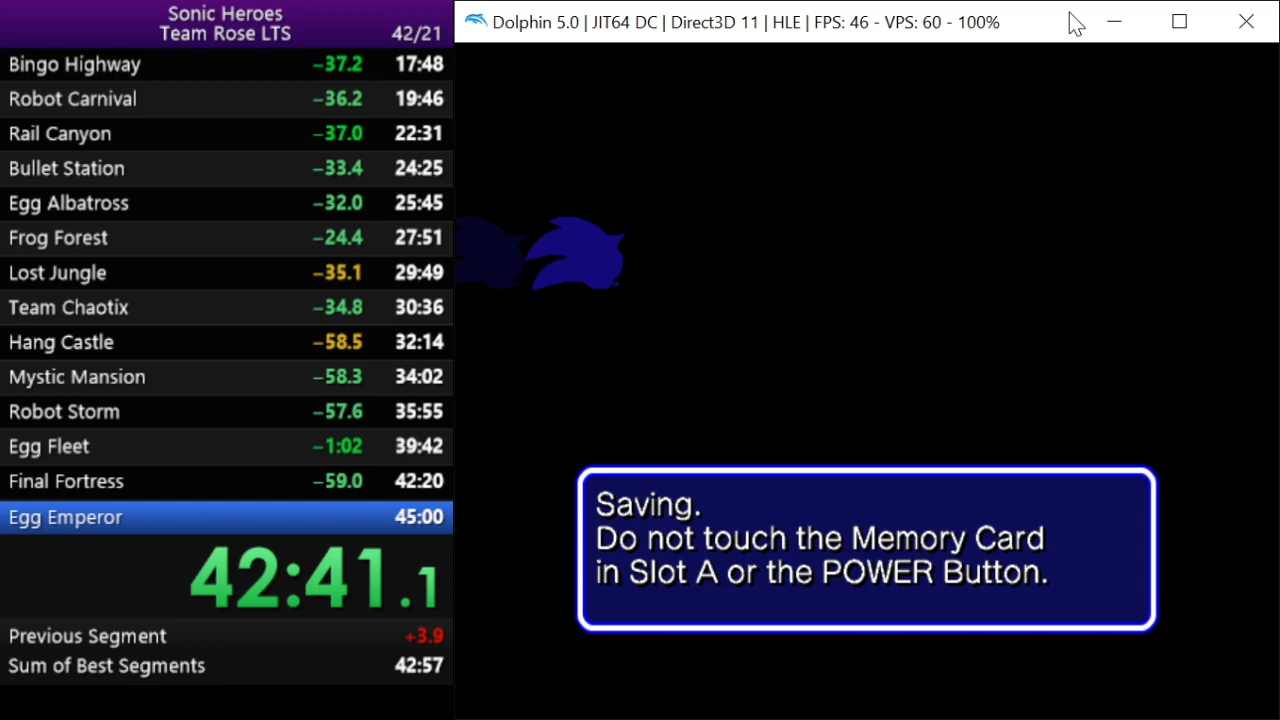 Sonic Heroes
Team Rose LTS 42/21
Bingo Highway −37.2 17:48
Robot Carnival −36.2 19:46
Rail Canyon −37.0 22:31
Bullet Station −33.4 24:25
Egg Albatross −32.0 25:45
Frog Forest −24.4 27:51
Lost Jungle −35.1 29:49
Team Chaotix −34.8 30:36
Hang Castle −58.5 32:14
Mystic Mansion −58.3 34:02
Robot Storm −57.6 35:55
Egg Fleet −1:02 39:42
Final Fortress −59.0 42:20
Egg Emperor 45:00
42:41.1
Previous Segment +3.9
Sum of Best Segments 42:57
Dolphin 5.0 | JIT64 DC | Direct3D 11 | HLE | FPS: 46 - VPS: 60 - 100%
Saving.
Do not touch the Memory Card
in Slot A or the POWER Button.